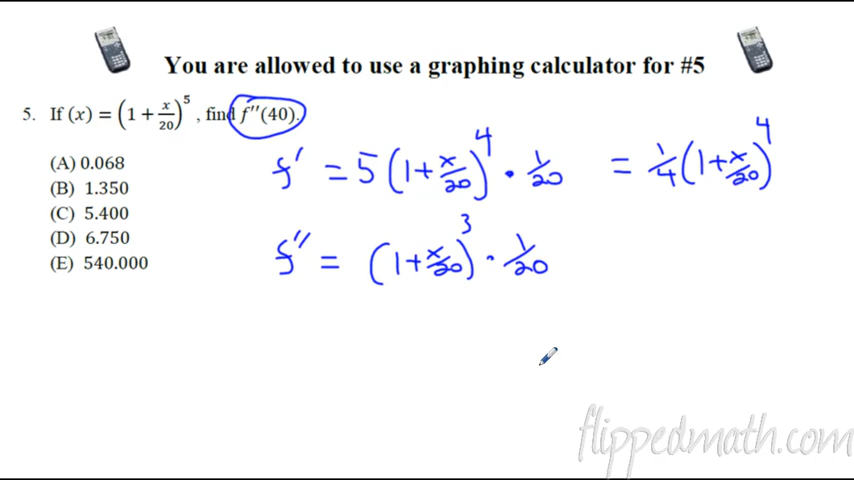 You are allowed to use a graphing calculator for #5
5. If (x) = (1 + x/20)^5 , find f''(40).
(A) 0.068
(B) 1.350
(C) 5.400
(D) 6.750
(E) 540.000
f' = 5(1+x/20)^4 · 1/20 = 1/4(1+x/20)^4
f'' = (1+x/20)^3 · 1/20
flippedmath.com